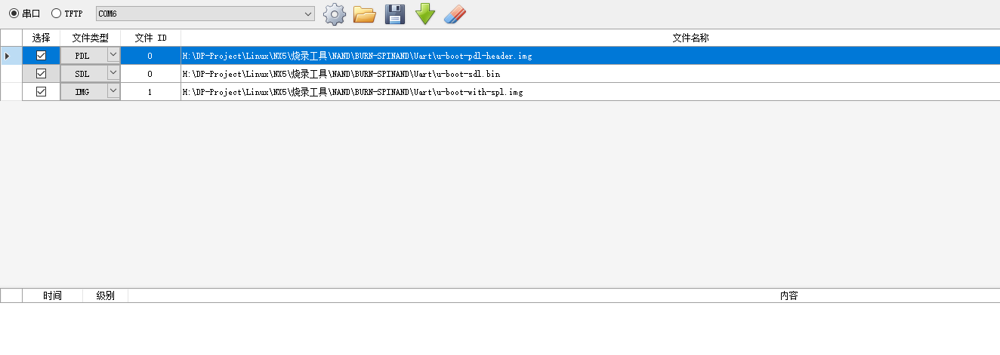 串口 TFTP COM6
选择 文件类型 文件 ID 文件名称
PDL 0 H:\DP-Project\Linux\NX5\烧录工具\NAND\BURN-SPINAND\Uart\u-boot-pdl-header.img
SDL 0 H:\DP-Project\Linux\NX5\烧录工具\NAND\BURN-SPINAND\Uart\u-boot-sdl.bin
IMG 1 H:\DP-Project\Linux\NX5\烧录工具\NAND\BURN-SPINAND\Uart\u-boot-with-spl.img
时间 级别 内容